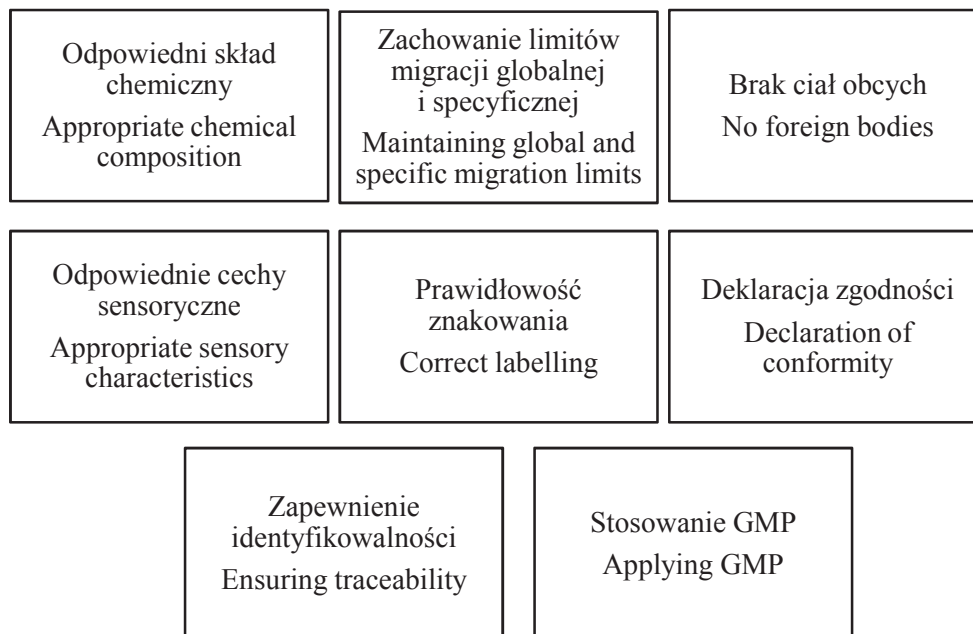 Odpowiedni skład
chemiczny
Appropriate chemical
composition
Zachowanie limitów
migracji globalnej
i specyficznej
Maintaining global and
specific migration limits
Brak ciał obcych
No foreign bodies
Odpowiednie cechy
sensoryczne
Appropriate sensory
characteristics
Prawidłowość
znakowania
Correct labelling
Deklaracja zgodności
Declaration of
conformity
Zapewnienie
identyfikowalności
Ensuring traceability
Stosowanie GMP
Applying GMP